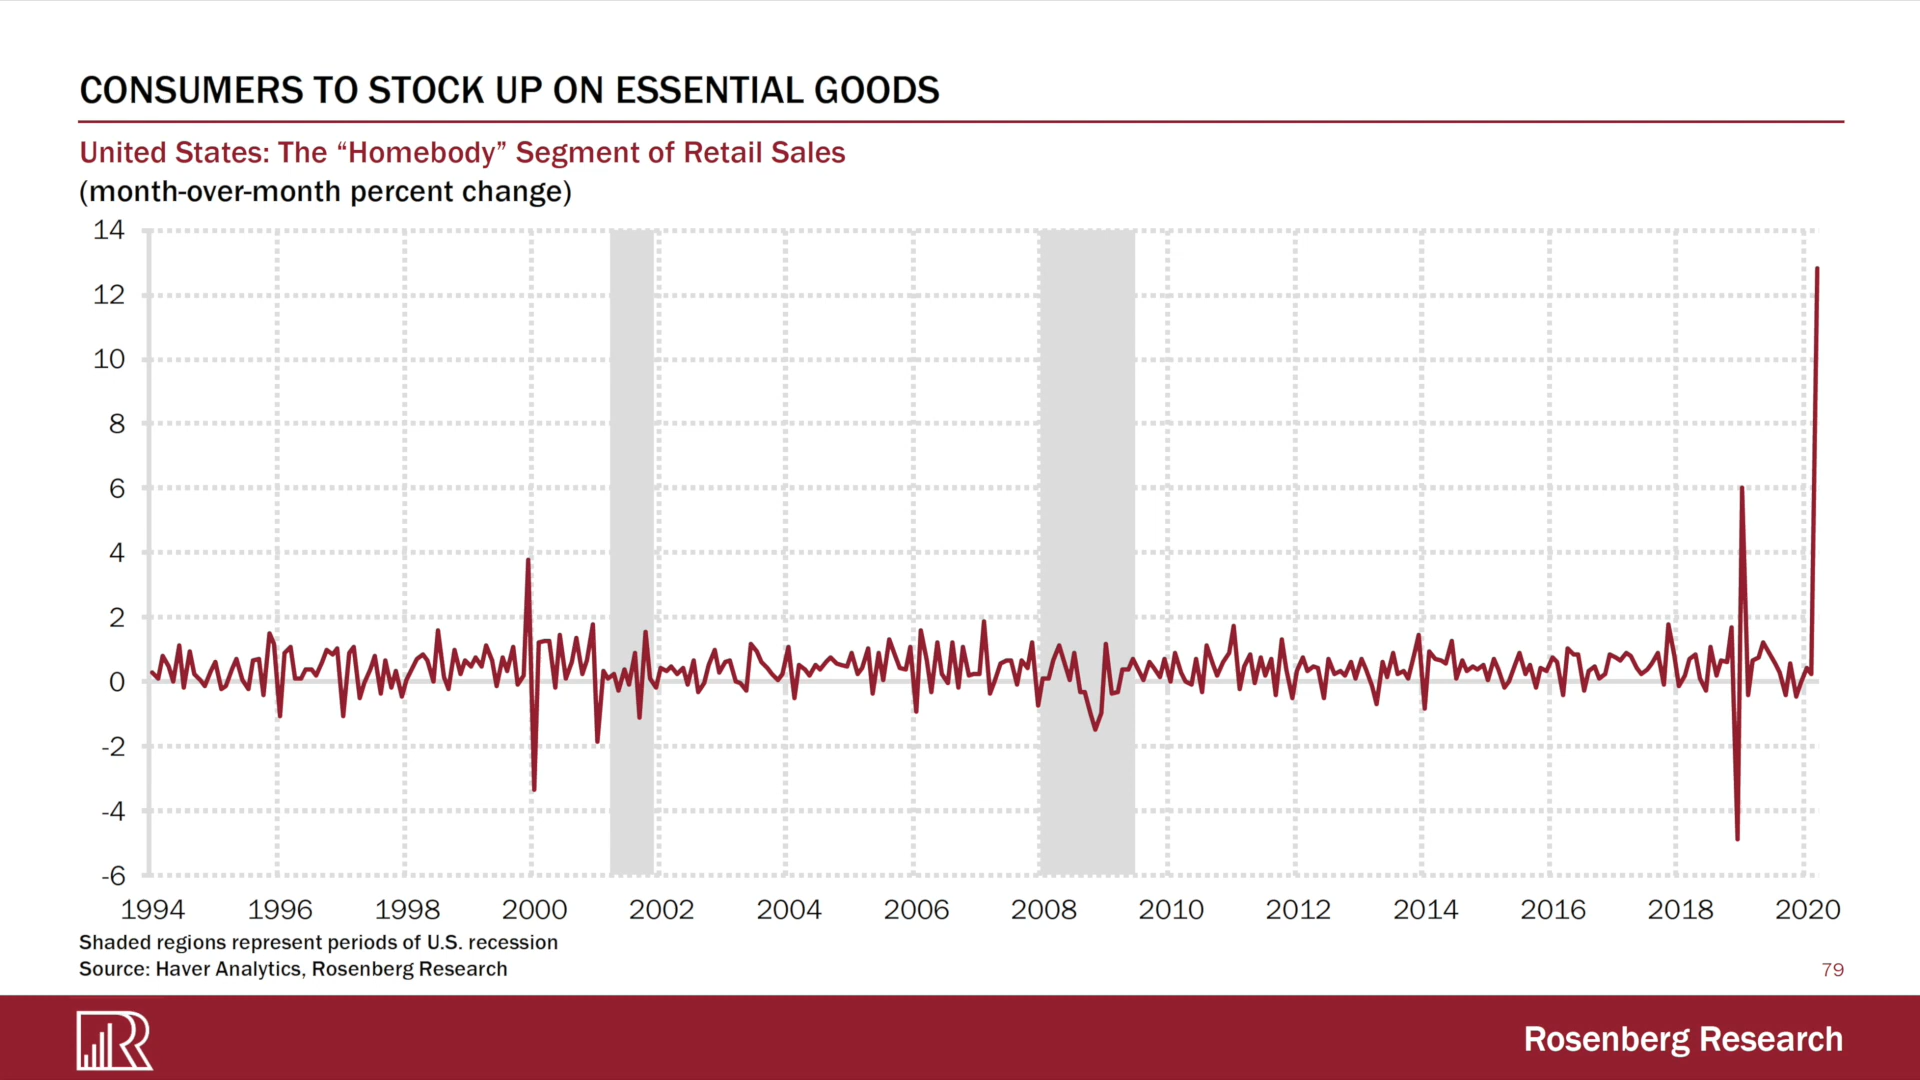 CONSUMERS TO STOCK UP ON ESSENTIAL GOODS
United States: The “Homebody” Segment of Retail Sales
(month-over-month percent change)
14
12
10
8
6
4
2
0
-2
-4
-6
1994 1996 1998 2000 2002 2004 2006 2008 2010 2012 2014 2016 2018 2020
Shaded regions represent periods of U.S. recession
Source: Haver Analytics, Rosenberg Research
79
R
Rosenberg Research